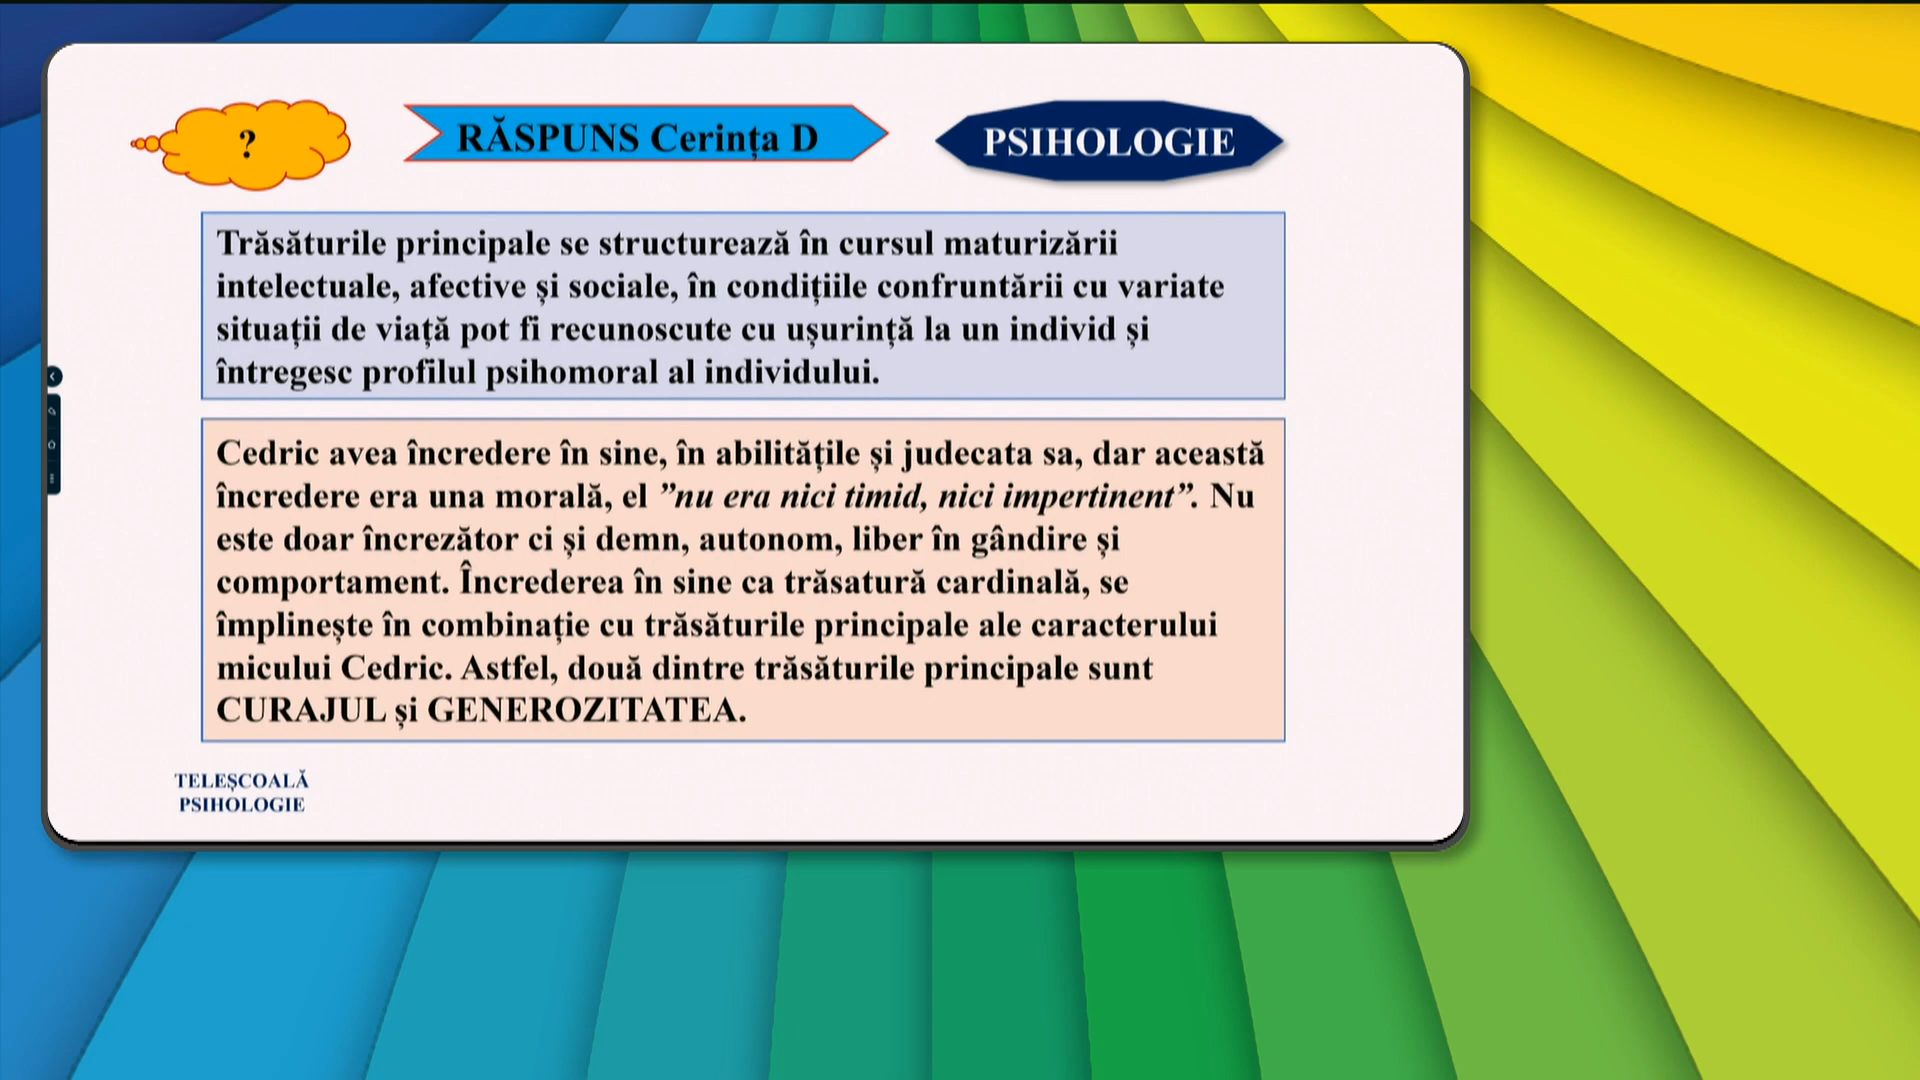 ?
RĂSPUNS Cerința D
PSIHOLOGIE
Trăsăturile principale se structurează în cursul maturizării
intelectuale, afective și sociale, în condițiile confruntării cu variate
situații de viață pot fi recunoscute cu ușurință la un individ și
întregesc profilul psihomoral al individului.
Cedric avea încredere în sine, în abilitățile și judecata sa, dar această
încredere era una morală, el ”nu era nici timid, nici impertinent”. Nu
este doar încrezător ci și demn, autonom, liber în gândire și
comportament. Încrederea în sine ca trăsatură cardinală, se
împlinește în combinație cu trăsăturile principale ale caracterului
micului Cedric. Astfel, două dintre trăsăturile principale sunt
CURAJUL și GENEROZITATEA.
TELEȘCOALĂ
PSIHOLOGIE